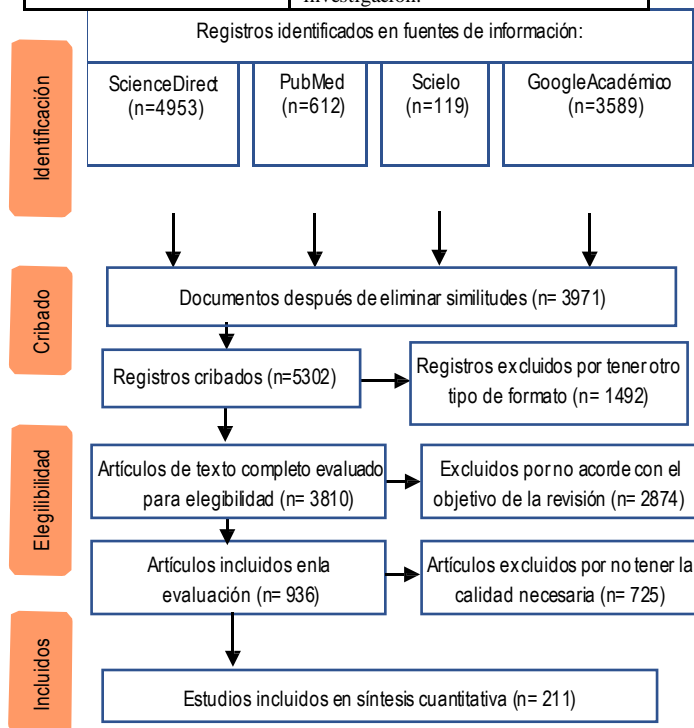 investigación.
Registros identificados en fuentes de información:
Identificación
ScienceDirect
(n=4953)
PubMed
(n=612)
Scielo
(n=119)
GoogleAcadémico
(n=3589)
Cribado
Documentos después de eliminar similitudes (n= 3971)
Registros cribados (n=5302)
Registros excluidos por tener otro
tipo de formato (n= 1492)
Elegilibilidad
Artículos de texto completo evaluado
para elegibilidad (n= 3810)
Excluidos por no acorde con el
objetivo de la revisión (n= 2874)
Artículos incluidos enla
evaluación (n= 936)
Artículos excluidos por no tener la
calidad necesaria (n= 725)
Incluidos
Estudios incluidos en síntesis cuantitativa (n= 211)